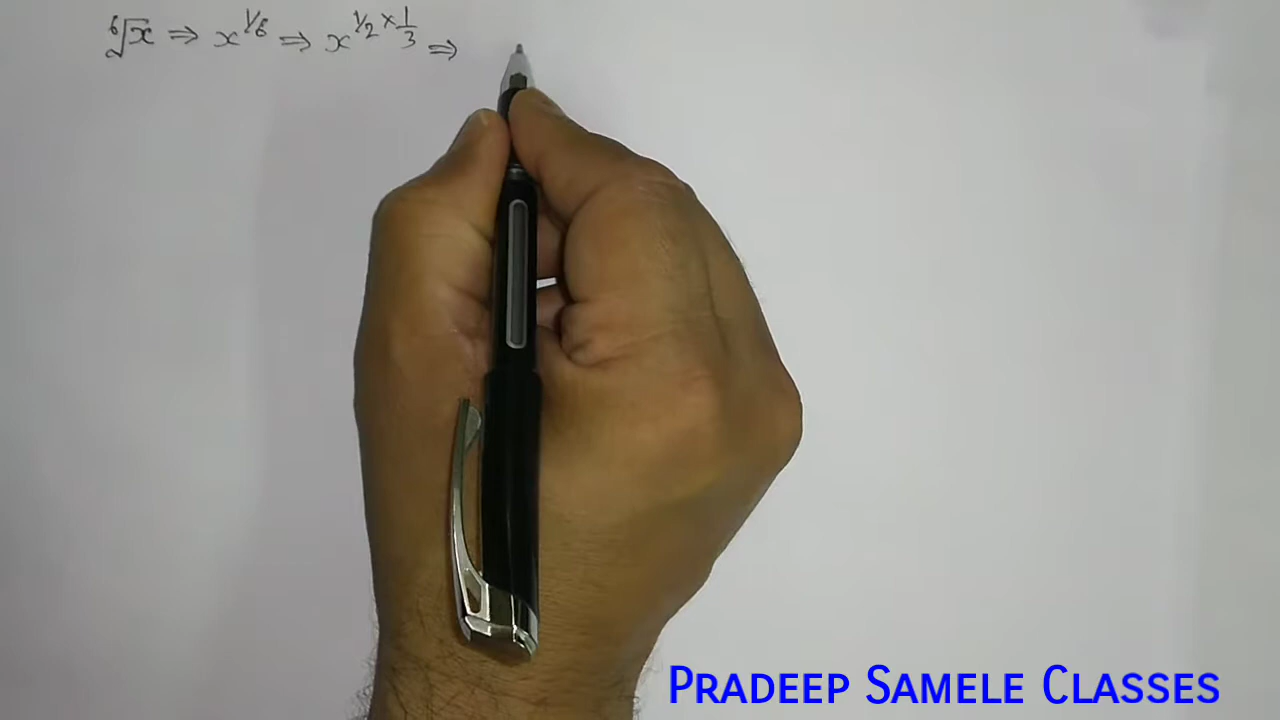 ⁶√x ⇒ x^1/6 ⇒ x^1/2 × 1/3 ⇒
PRADEEP SAMELE CLASSES